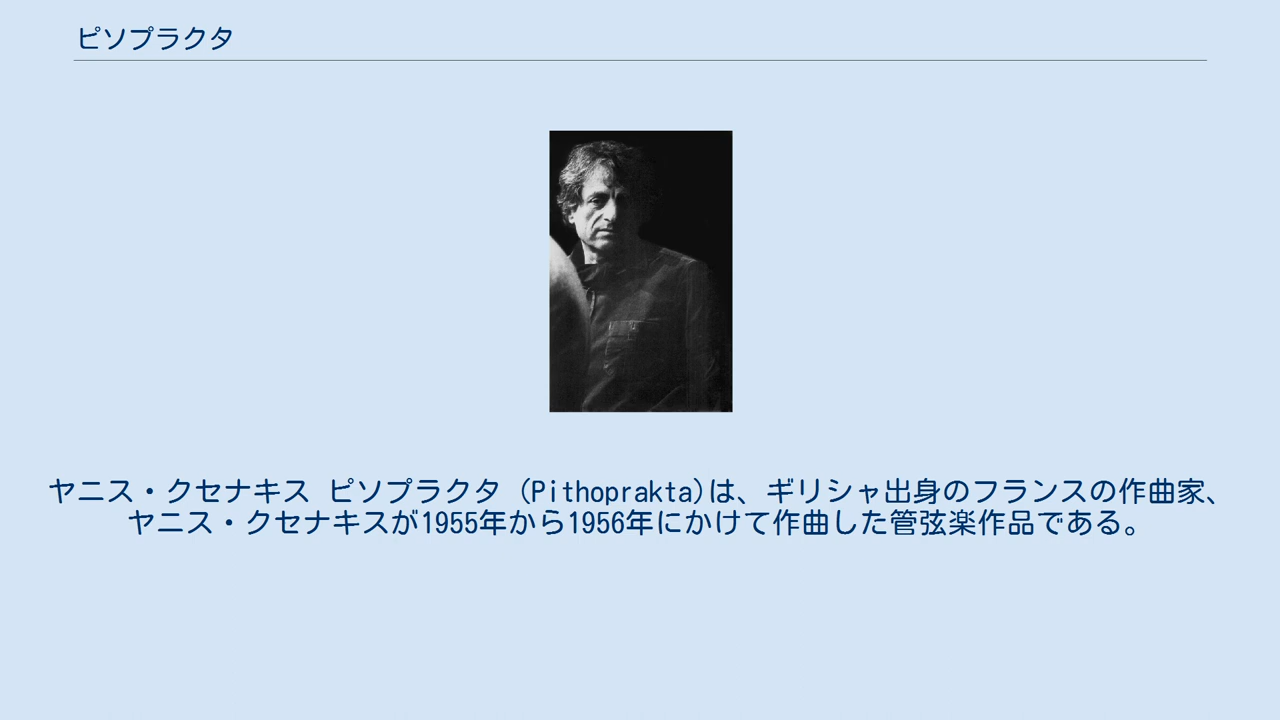 ピソプラクタ
ヤニス・クセナキス ピソプラクタ (Pithoprakta)は、ギリシャ出身のフランスの作曲家、
ヤニス・クセナキスが1955年から1956年にかけて作曲した管弦楽作品である。